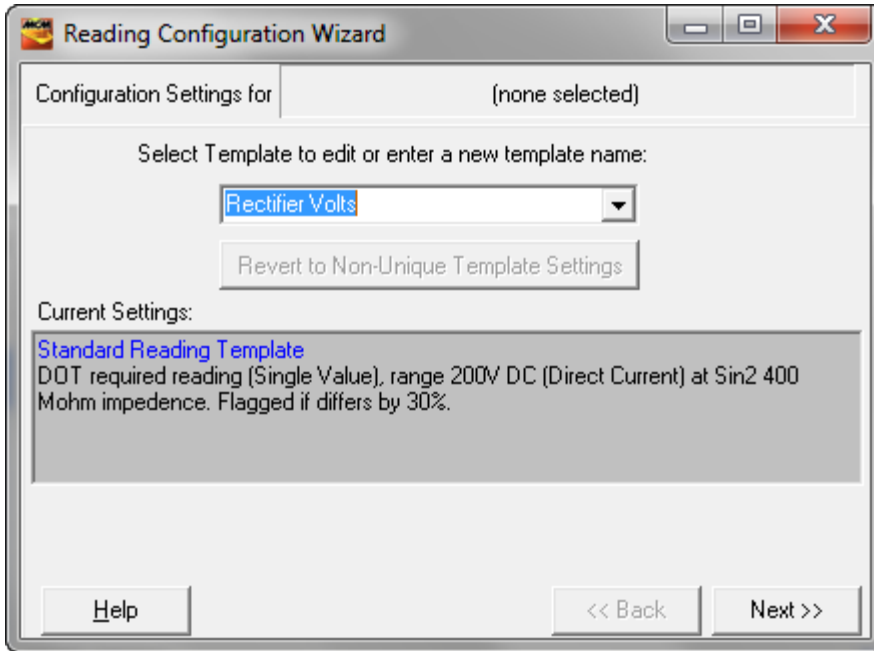 MCM
Reading Configuration Wizard
Configuration Settings for
(none selected)
Select Template to edit or enter a new template name:
Rectifier Volts
Revert to Non-Unique Template Settings
Current Settings:
Standard Reading Template
DOT required reading (Single Value), range 200V DC (Direct Current) at Sin2 400
Mohm impedence. Flagged if differs by 30%.
Help
<< Back
Next >>